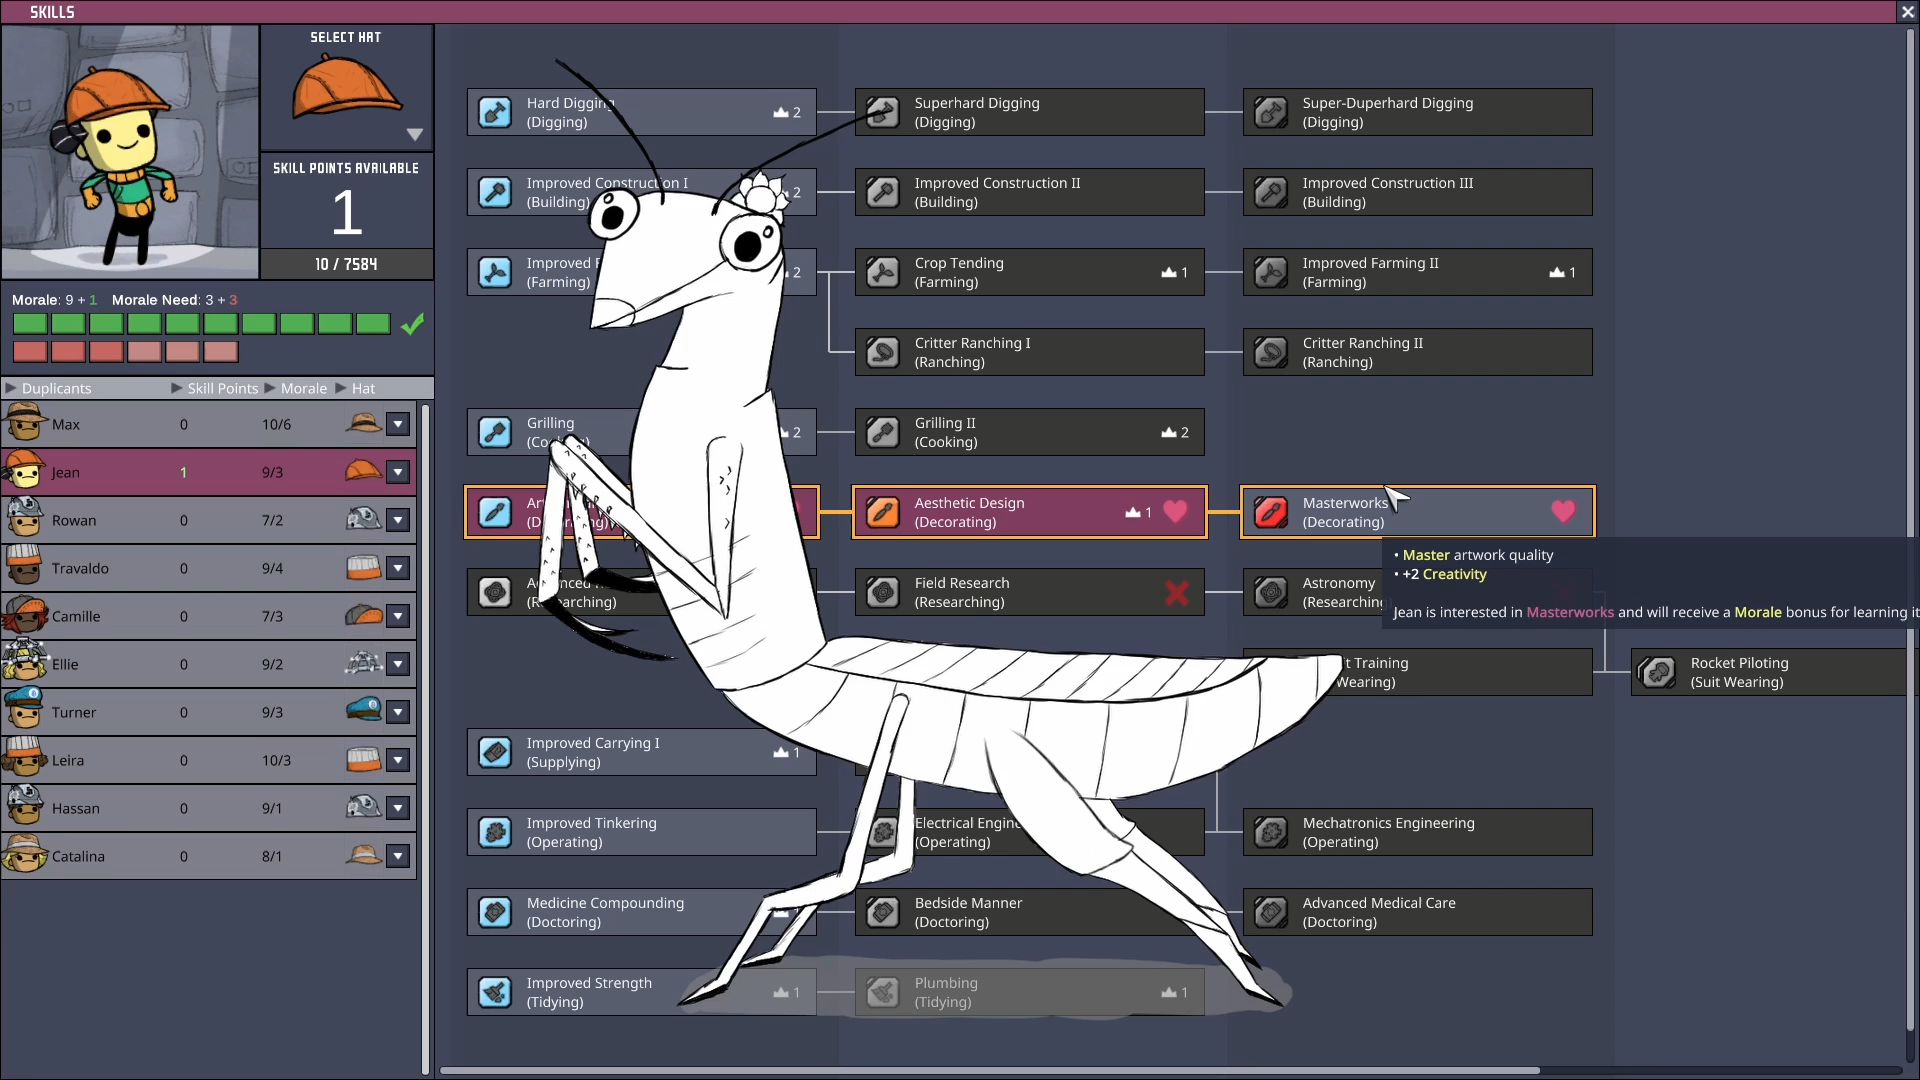 SKILLS
SELECT HAT
SKILL POINTS AVAILABLE
1
10 / 7584
Morale: 9 + 1 Morale Need: 3 + 3
Duplicants Skill Points Morale Hat
Max 0 10/6
Jean 1 9/3
Rowan 0 7/2
Travaldo 0 9/4
Camille 0 7/3
Ellie 0 9/2
Turner 0 9/3
Leira 0 10/3
Hassan 0 9/1
Catalina 0 8/1
Hard Digging 2
(Digging)
Superhard Digging
(Digging)
Super-Duperhard Digging
(Digging)
Improved Construction I 2
(Building)
Improved Construction II
(Building)
Improved Construction III
(Building)
Improved 2
(Farming)
Crop Tending 1
(Farming)
Improved Farming II 1
(Farming)
Critter Ranching I
(Ranching)
Critter Ranching II
(Ranching)
Grilling 2
Grilling II 2
(Cooking)
Aesthetic Design 1
(Decorating)
Masterworks
(Decorating)
• Master artwork quality
• +2 Creativity
Jean is interested in Masterworks and will receive a Morale bonus for learning it
Field Research
(Researching)
Astronomy
(Researching)
Training
Wearing)
Rocket Piloting
(Suit Wearing)
Improved Carrying I 1
(Supplying)
Improved Tinkering
(Operating)
Electrical
(Operating)
Mechatronics Engineering
(Operating)
Medicine Compounding
(Doctoring)
Bedside Manner
(Doctoring)
Advanced Medical Care
(Doctoring)
Improved Strength 1
(Tidying)
Plumbing 1
(Tidying)